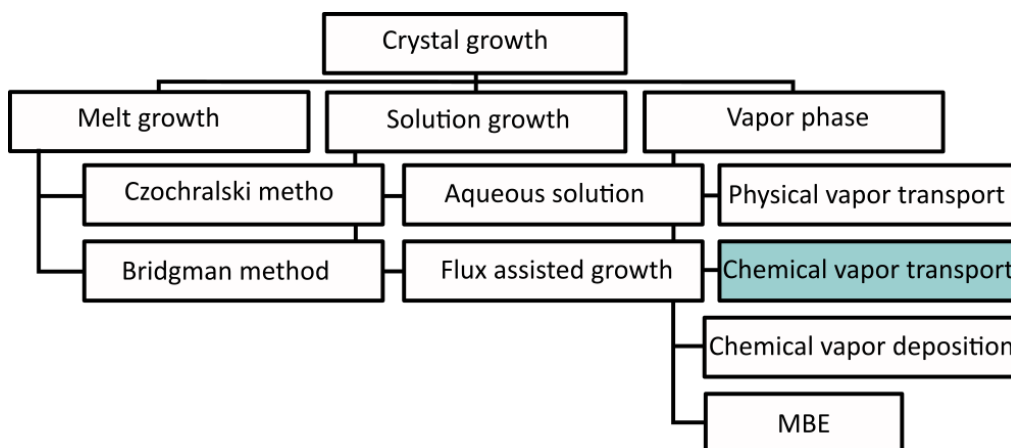 Crystal growth
Melt growth
Solution growth
Vapor phase
Czochralski metho
Aqueous solution
Physical vapor transport
Bridgman method
Flux assisted growth
Chemical vapor transport
Chemical vapor deposition
MBE